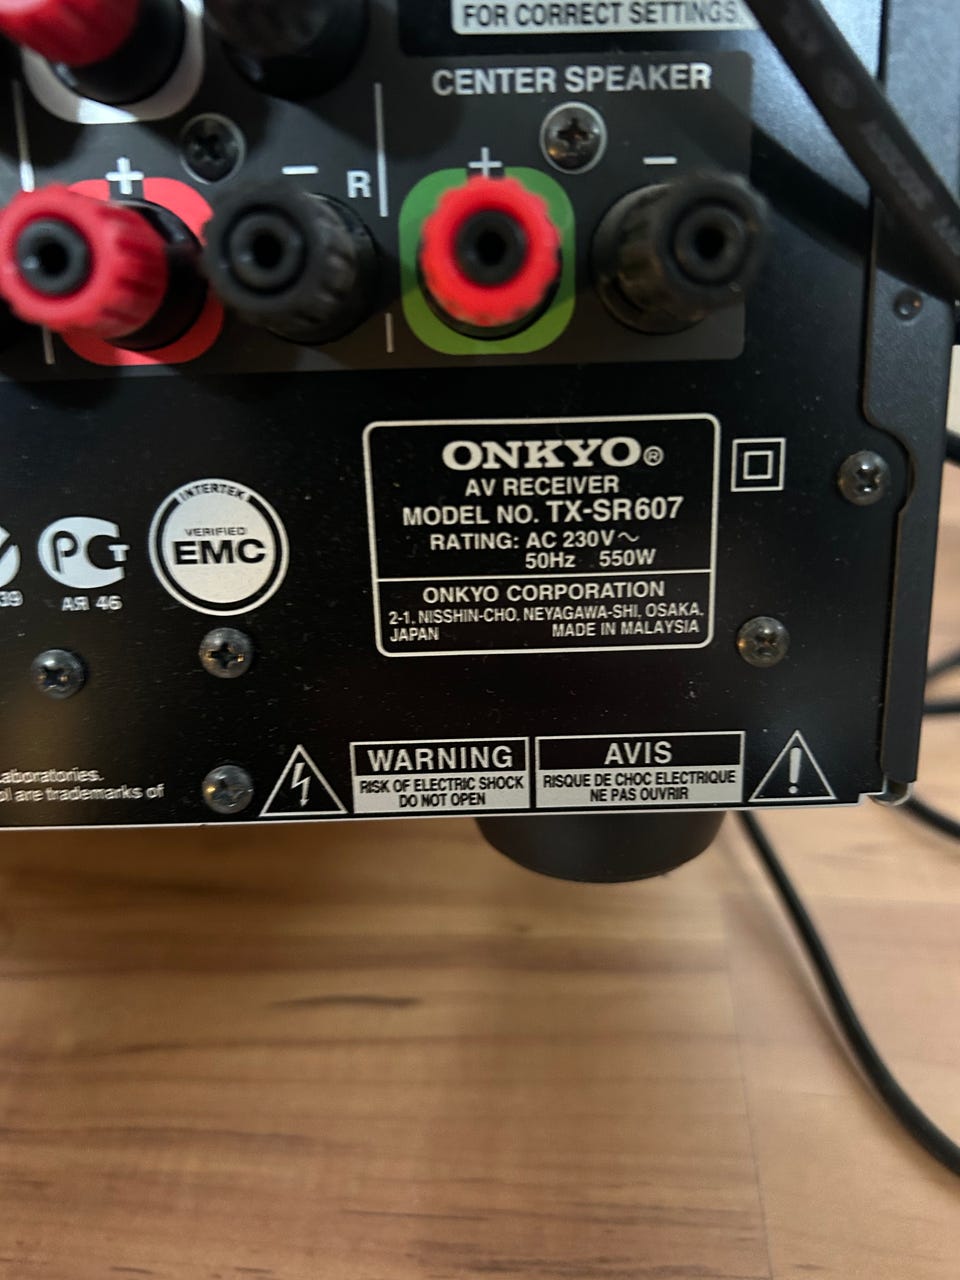 FOR CORRECT SETTINGS.
CENTER SPEAKER
+ − R + −
ONKYO®
AV RECEIVER
MODEL NO. TX-SR607
RATING: AC 230V~
50Hz 550W
ONKYO CORPORATION
2-1, NISSHIN-CHO, NEYAGAWA-SHI, OSAKA,
JAPAN MADE IN MALAYSIA
INTERTEK
VERIFIED
EMC
39
АЯ 46
WARNING
RISK OF ELECTRIC SHOCK
DO NOT OPEN
AVIS
RISQUE DE CHOC ELECTRIQUE
NE PAS OUVRIR
Laboratories.
are trademarks of